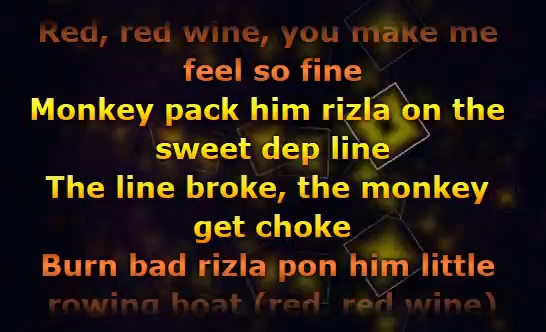 Red, red wine, you make me
feel so fine
Monkey pack him rizla on the
sweet dep line
The line broke, the monkey
get choke
Burn bad rizla pon him little
rowing boat (red, red wine)